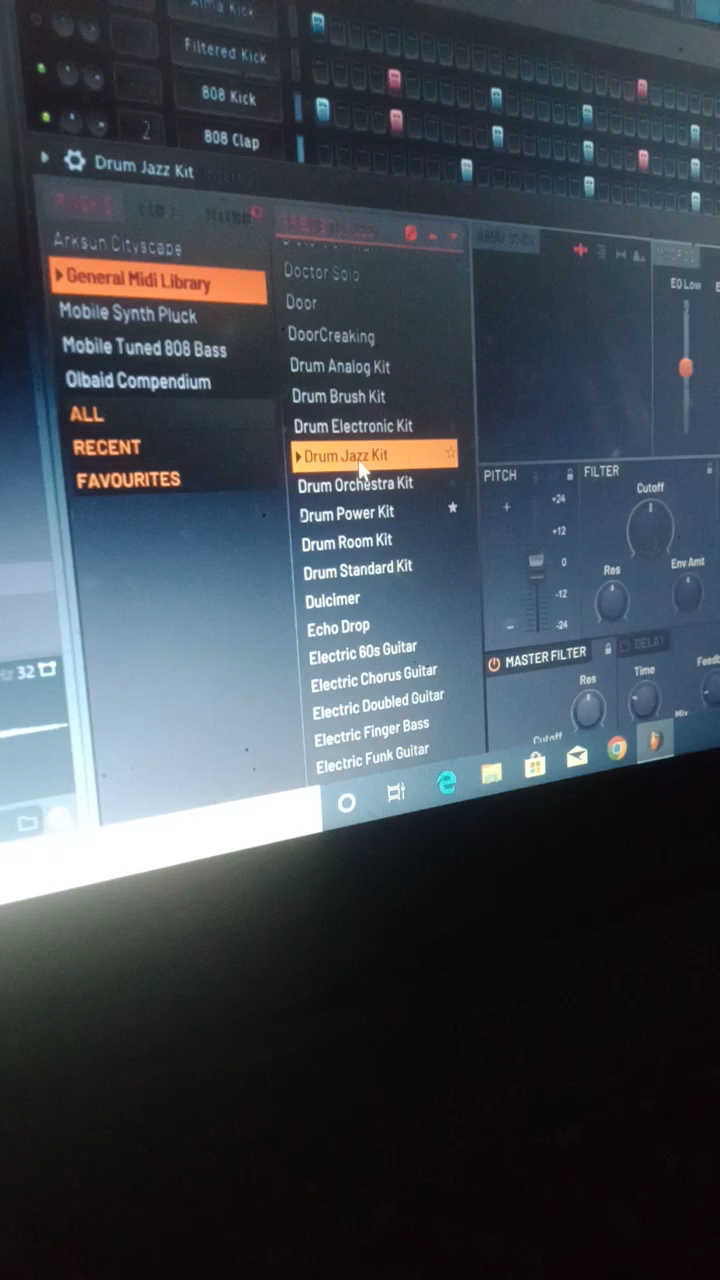 Alma Kick
Filtered Kick
808 Kick
2
808 Clap
Drum Jazz Kit
Arksun Cityscape
General Midi Library
Mobile Synth Pluck
Mobile Tuned 808 Bass
Olbaid Compendium
ALL
RECENT
FAVOURITES
Doctor Solo
Door
DoorCreaking
Drum Analog Kit
Drum Brush Kit
Drum Electronic Kit
Drum Jazz Kit
Drum Orchestra Kit
Drum Power Kit
Drum Room Kit
Drum Standard Kit
Dulcimer
Echo Drop
Electric 60s Guitar
Electric Chorus Guitar
Electric Doubled Guitar
Electric Finger Bass
Electric Funk Guitar
EQ Low
PITCH
+24
+12
0
-12
-24
FILTER
Cutoff
Res
Env Amt
MASTER FILTER
Res
Cutoff
DELAY
Time
Mix
32